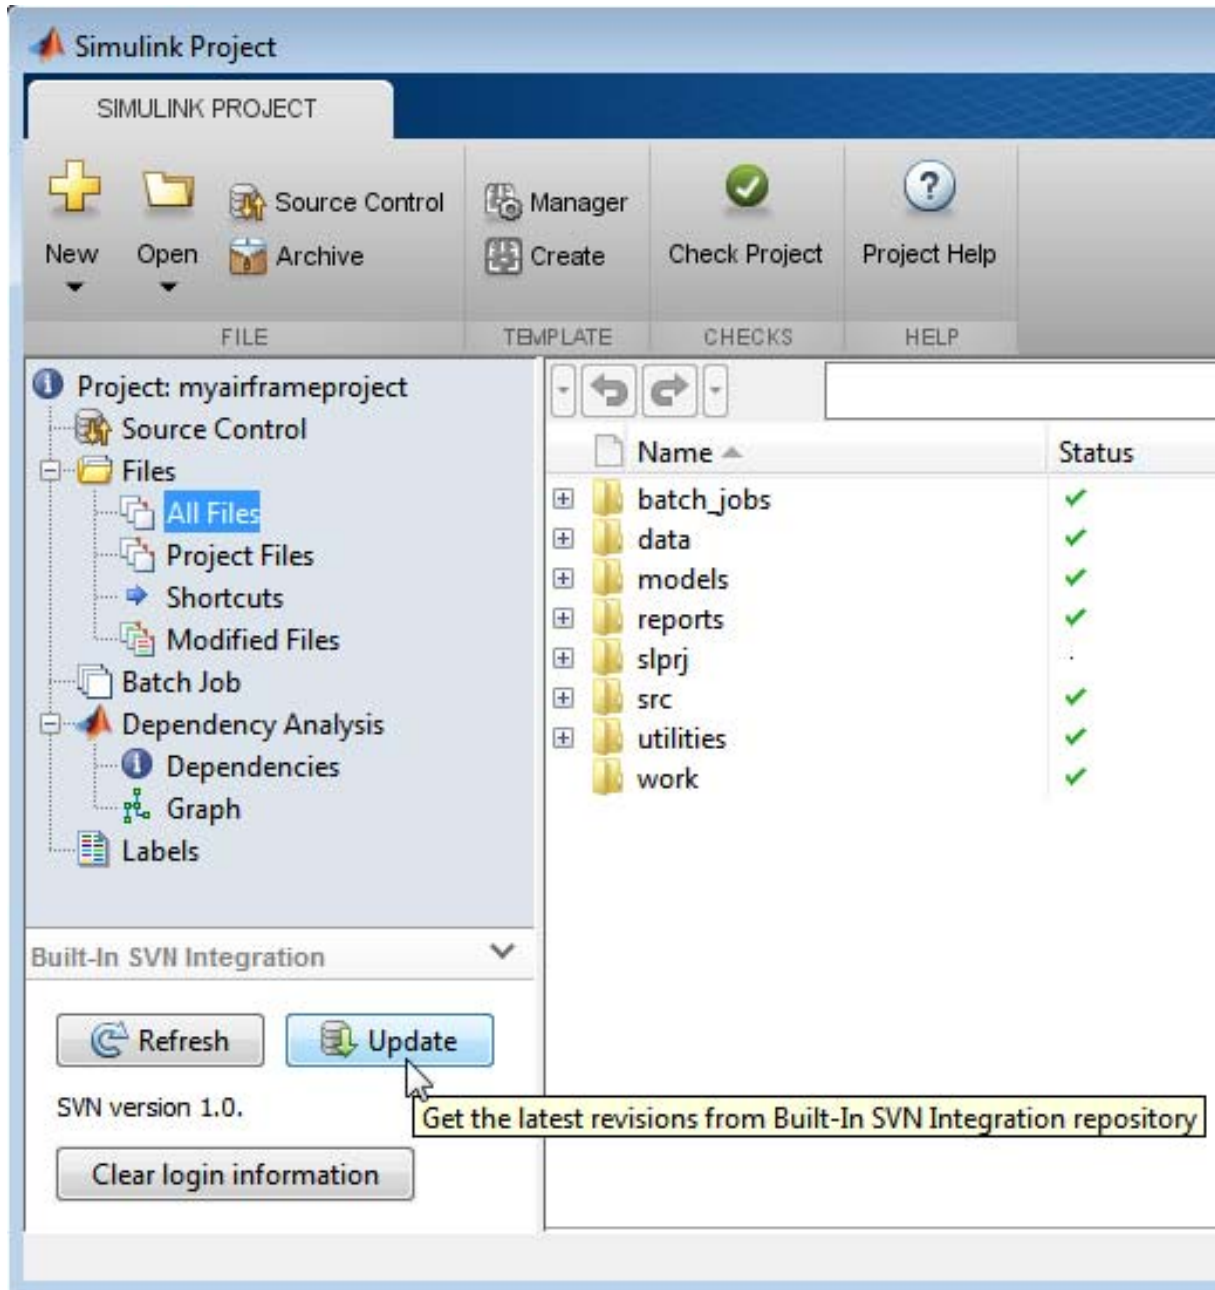 Simulink Project
SIMULINK PROJECT
New
Open
Source Control
Archive
FILE
Manager
Create
TEMPLATE
Check Project
CHECKS
Project Help
HELP
Project: myairframeproject
Source Control
Files
All Files
Project Files
Shortcuts
Modified Files
Batch Job
Dependency Analysis
Dependencies
Graph
Labels
Name Status
batch_jobs
data
models
reports
slprj
src
utilities
work
Built-In SVN Integration
Refresh Update
SVN version 1.0.
Get the latest revisions from Built-In SVN Integration repository
Clear login information